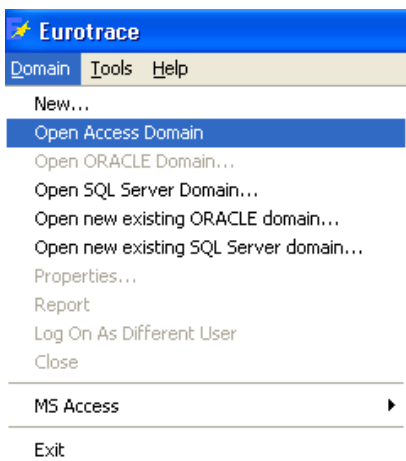 Eurotrace
Domain Tools Help
New...
Open Access Domain
Open ORACLE Domain...
Open SQL Server Domain...
Open new existing ORACLE domain...
Open new existing SQL Server domain...
Properties...
Report
Log On As Different User
Close
MS Access
Exit